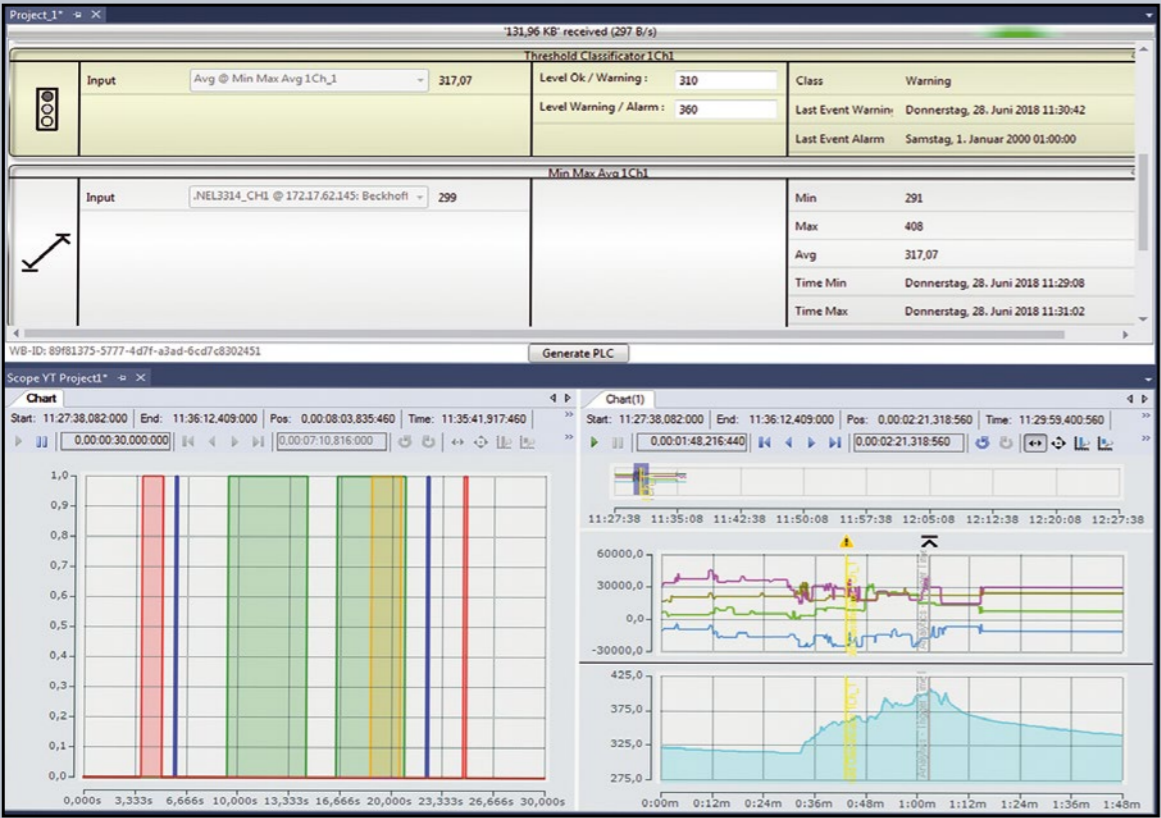 Project_1*
'131,96 KB' received (297 B/s)
Threshold Classificator 1Ch1
Input Avg @ Min Max Avg 1Ch_1 317,07 Level Ok / Warning : 310 Class Warning
Level Warning / Alarm : 360 Last Event Warning Donnerstag, 28. Juni 2018 11:30:42
Last Event Alarm Samstag, 1. Januar 2000 01:00:00
Min Max Avg 1Ch1
Input .NEL3314_CH1 @ 172.17.62.145: Beckhoff 299 Min 291
Max 408
Avg 317,07
Time Min Donnerstag, 28. Juni 2018 11:29:08
Time Max Donnerstag, 28. Juni 2018 11:31:02
WB-ID: 89f81375-5777-4d7f-a3ad-6cd7c8302451 Generate PLC
Scope YT Project1*
Chart
Start: 11:27:38,082:000 End: 11:36:12,409:000 Pos: 0,00:08:03,835:460 Time: 11:35:41,917:460
0,00:00:30,000:000 0,00:07:10,816:000
1,0
0,9
0,8
0,7
0,6
0,5
0,4
0,3
0,2
0,1
0,0
0,000s 3,333s 6,666s 10,000s 13,333s 16,666s 20,000s 23,333s 26,666s 30,000s
Chart(1)
Start: 11:27:38,082:000 End: 11:36:12,409:000 Pos: 0,00:02:21,318:560 Time: 11:29:59,400:560
0,00:01:48,216:440 0,00:02:21,318:560
11:27:38 11:35:08 11:42:38 11:50:08 11:57:38 12:05:08 12:12:38 12:20:08 12:27:38
60000,0
30000,0
0,0
-30000,0
425,0
375,0
325,0
275,0
0:00m 0:12m 0:24m 0:36m 0:48m 1:00m 1:12m 1:24m 1:36m 1:48m